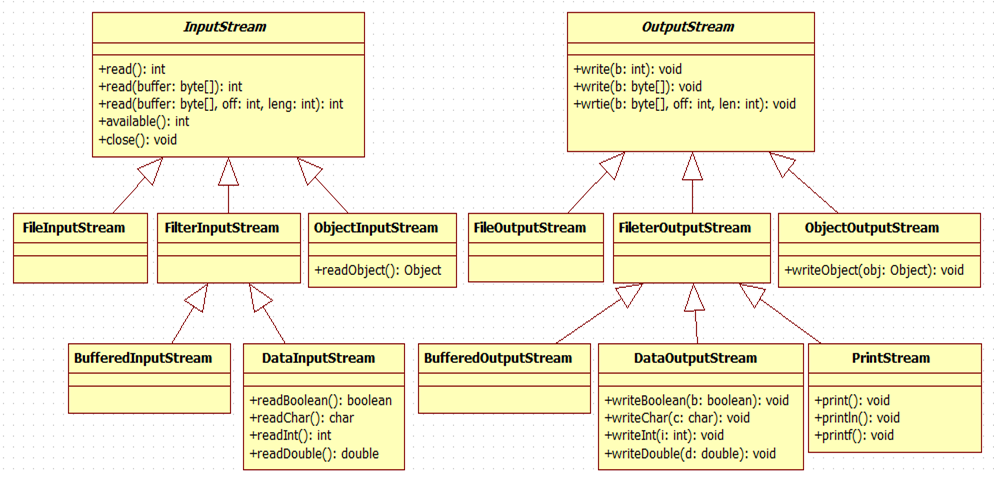 InputStream
+read(): int
+read(buffer: byte[]): int
+read(buffer: byte[], off: int, leng: int): int
+available(): int
+close(): void
OutputStream
+write(b: int): void
+write(b: byte[]): void
+wrtie(b: byte[], off: int, len: int): void
FileInputStream
FilterInputStream
ObjectInputStream
+readObject(): Object
FileOutputStream
FileterOutputStream
ObjectOutputStream
+writeObject(obj: Object): void
BufferedInputStream
DataInputStream
+readBoolean(): boolean
+readChar(): char
+readInt(): int
+readDouble(): double
BufferedOutputStream
DataOutputStream
+writeBoolean(b: boolean): void
+writeChar(c: char): void
+writeInt(i: int): void
+writeDouble(d: double): void
PrintStream
+print(): void
+println(): void
+printf(): void